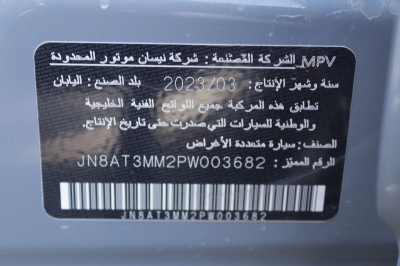 MPV الشركة المصنعة : شركة نيسان موتور المحدودة
سنة وشهر الإنتاج: 2023/03 بلد الصنع: اليابان
تطابق هذه المركبة جميع اللوائح الفنية الخليجية
والوطنية للسيارات التي صدرت حتى تاريخ الإنتاج.
الصنف: سيارة متعددة الأغراض
الرقم المميز: JN8AT3MM2PW003682
JN8AT3MM2PW003682